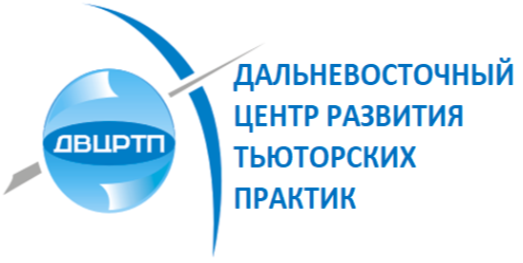 ДВЦРТП
ДАЛЬНЕВОСТОЧНЫЙ
ЦЕНТР РАЗВИТИЯ
ТЬЮТОРСКИХ
ПРАКТИК